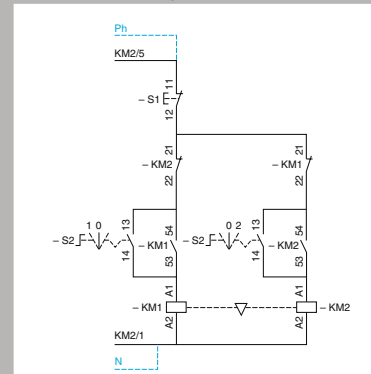 Ph
KM2/5
11
– S1
12
21
– KM2
22
21
– KM1
22
1 0
13
54
– S2
– KM1
14
53
0 2
13
54
– S2
– KM2
14
53
A1
– KM1
A2
A1
– KM2
A2
KM2/1
N